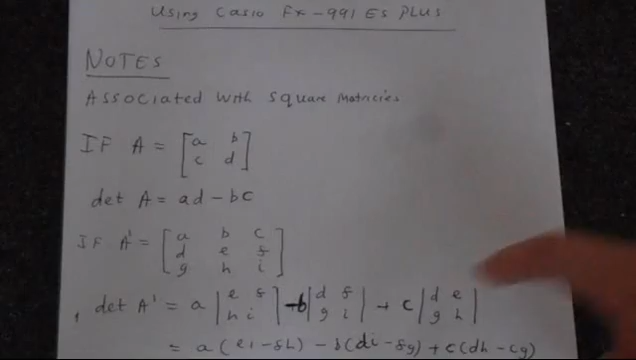 Using Casio Fx-991 ES PLUS
NOTES
Associated with square Matricies
IF A = [a b
c d]
det A = ad - bc
IF A' = [a b c
d e f
g h i]
det A' = a |e f
h i| - b |d f
g i| + c |d e
g h|
= a (ei - fh) - b(di - fg) + c(dh - eg)